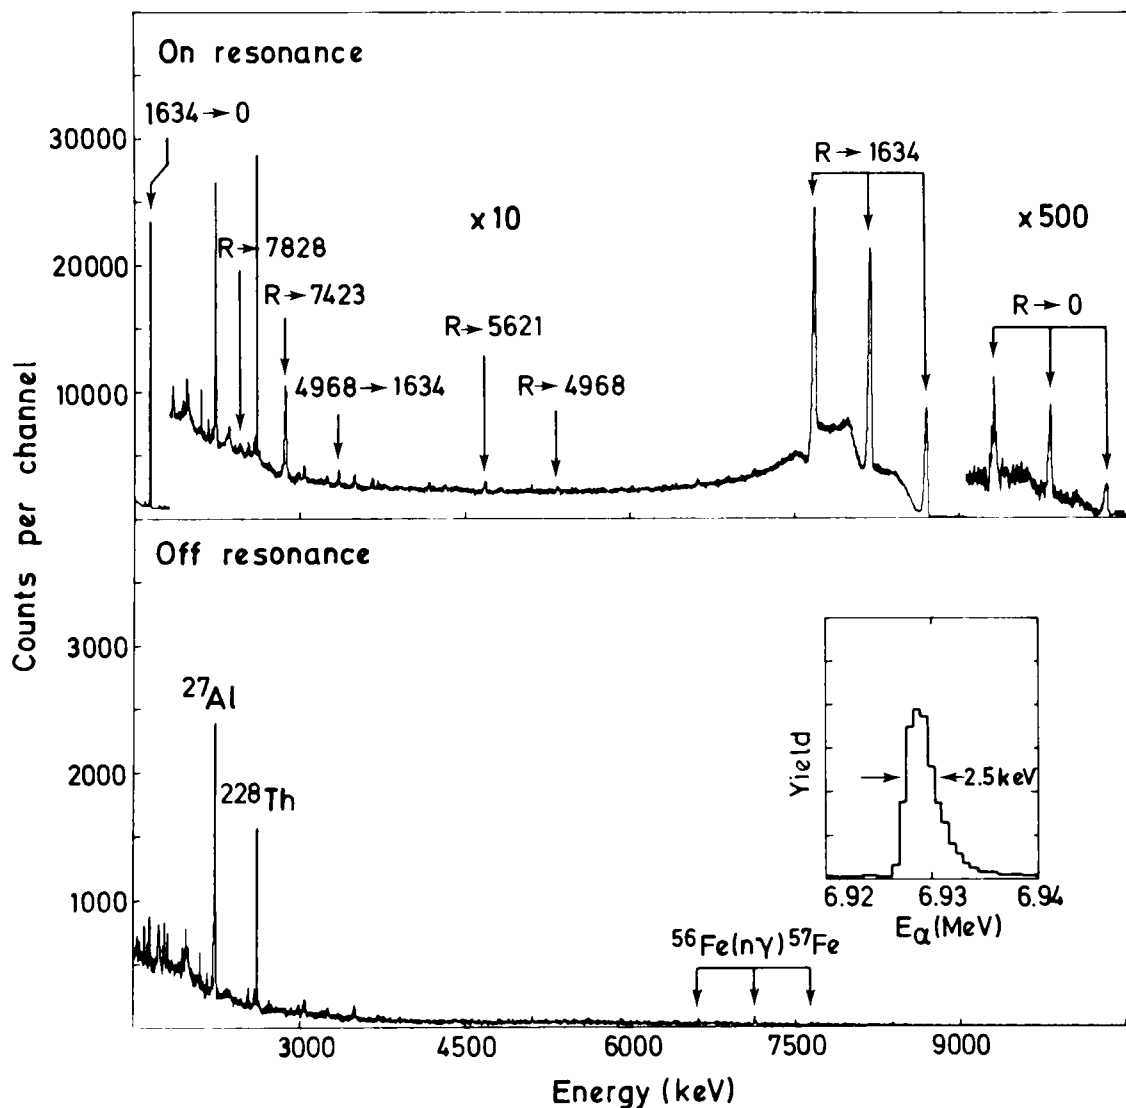 On resonance
1634→0
30000
R→1634
x10
x500
R→7828
20000
R→7423
R→0
R→5621
10000
4968→1634
R→4968
Counts per channel
Off resonance
3000
27Al
2000
228Th
Yield
2.5keV
6.92
6.93
6.94
Eα(MeV)
1000
56Fe(nγ)57Fe
3000
4500
6000
7500
9000
Energy (keV)